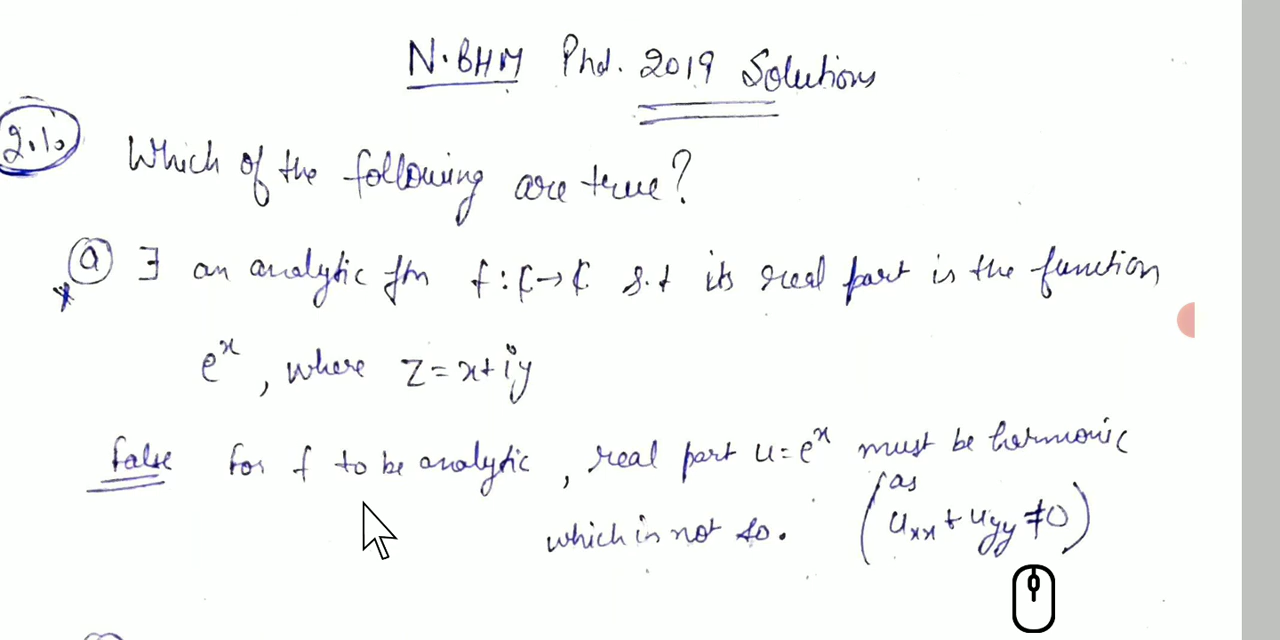 N.BHM Phd. 2019 Solutions
2.10 Which of the following are true?
(a) ∃ an analytic fn f: ℂ→ℂ s.t its real part is the function
eˣ, where z=x+iy
False For f to be analytic, real part u=eˣ must be harmonic
which is not so. (as uₓₓ + u_yy ≠0)